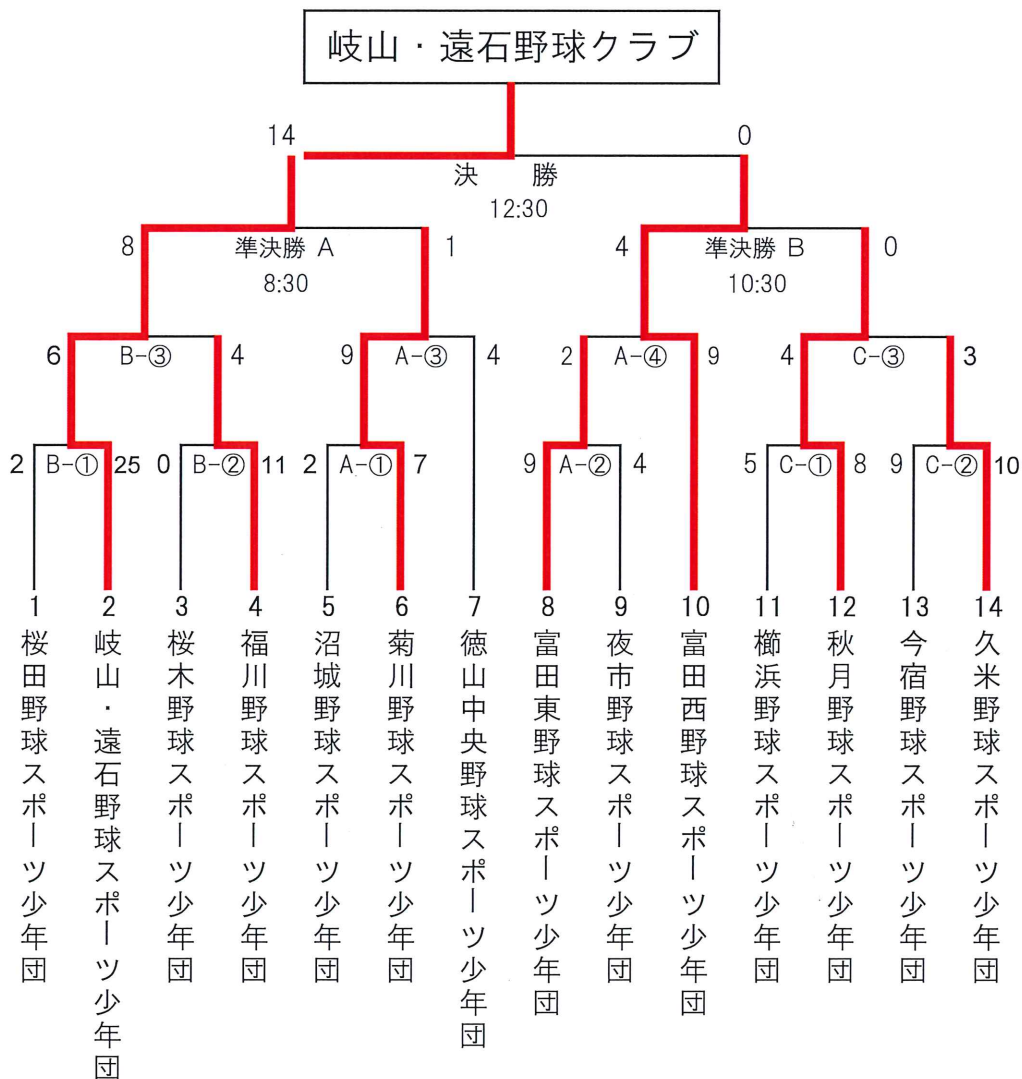 岐山・遠石野球クラブ
14
0
決 勝
12:30
8
準決勝 A
1
4
準決勝 B
0
8:30
10:30
6
B-③
4
9
A-③
4
2
A-④
9
4
C-③
3
2
B-①
25
0
B-②
11
2
A-①
7
9
A-②
4
5
C-①
8
9
C-②
10
1
2
3
4
5
6
7
8
9
10
11
12
13
14
桜田野球スポーツ少年団
岐山・遠石野球スポーツ少年団
桜木野球スポーツ少年団
福川野球スポーツ少年団
沼城野球スポーツ少年団
菊川野球スポーツ少年団
徳山中央野球スポーツ少年団
富田東野球スポーツ少年団
夜市野球スポーツ少年団
富田西野球スポーツ少年団
櫛浜野球スポーツ少年団
秋月野球スポーツ少年団
今宿野球スポーツ少年団
久米野球スポーツ少年団